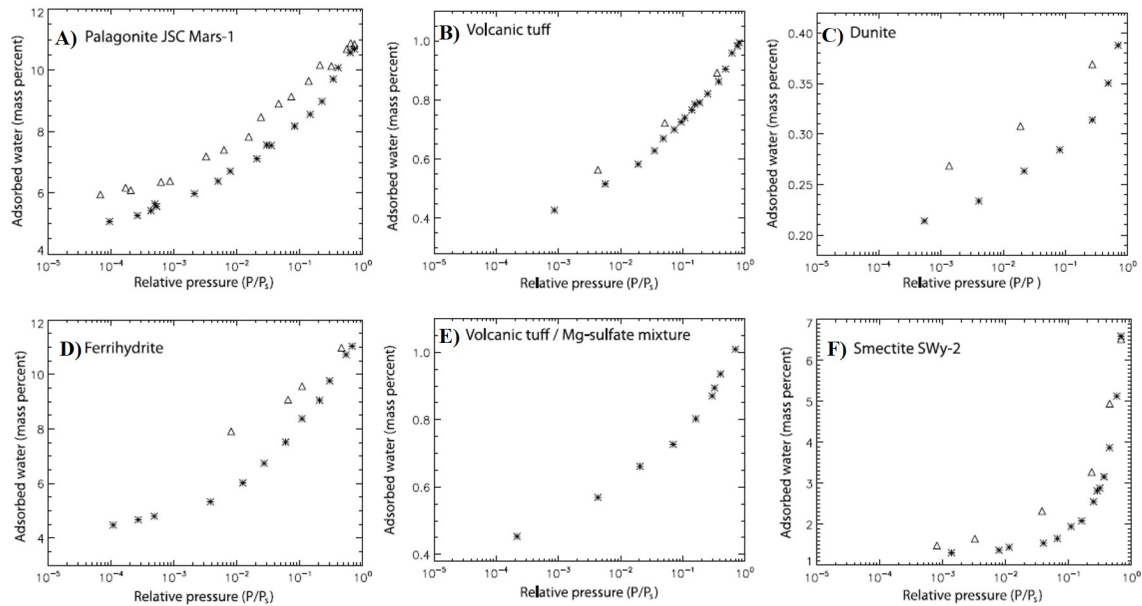 A) Palagonite JSC Mars-1
Adsorbed water (mass percent)
12
10
8
6
4
10⁻⁵ 10⁻⁴ 10⁻³ 10⁻² 10⁻¹ 10⁰
Relative pressure (P/Pₛ)
B) Volcanic tuff
Adsorbed water (mass percent)
1.0
0.8
0.6
0.4
10⁻⁵ 10⁻⁴ 10⁻³ 10⁻² 10⁻¹ 10⁰
Relative pressure (P/Pₛ)
C) Dunite
Adsorbed water (mass percent)
0.40
0.35
0.30
0.25
0.20
10⁻⁵ 10⁻⁴ 10⁻³ 10⁻² 10⁻¹ 10⁰
Relative pressure (P/P )
D) Ferrihydrite
Adsorbed water (mass percent)
12
10
8
6
4
10⁻⁵ 10⁻⁴ 10⁻³ 10⁻² 10⁻¹ 10⁰
Relative pressure (P/Pₛ)
E) Volcanic tuff / Mg-sulfate mixture
Adsorbed water (mass percent)
1.0
0.8
0.6
0.4
10⁻⁵ 10⁻⁴ 10⁻³ 10⁻² 10⁻¹ 10⁰
Relative pressure (P/Pₛ)
F) Smectite SWy-2
Adsorbed water (mass percent)
7
6
5
4
3
2
1
10⁻⁵ 10⁻⁴ 10⁻³ 10⁻² 10⁻¹ 10⁰
Relative pressure (P/Pₛ)